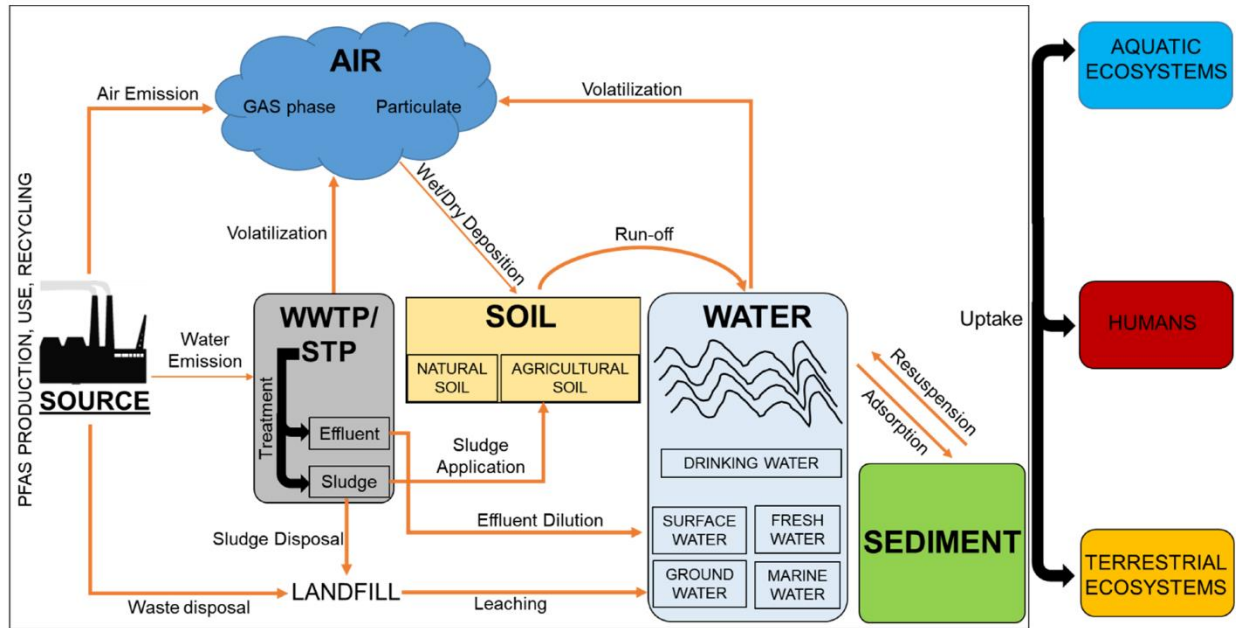 PFAS PRODUCTION, USE, RECYCLING
SOURCE
Air Emission
AIR
GAS phase
Particulate
Volatilization
Wet/Dry Deposition
Volatilization
Run-off
Water
Emission
WWTP/
STP
Treatment
Effluent
Sludge
SOIL
NATURAL
SOIL
AGRICULTURAL
SOIL
Sludge
Application
Effluent Dilution
Sludge Disposal
Waste disposal
LANDFILL
Leaching
WATER
DRINKING WATER
SURFACE
WATER
FRESH
WATER
GROUND
WATER
MARINE
WATER
Resuspension
Adsorption
SEDIMENT
Uptake
AQUATIC
ECOSYSTEMS
HUMANS
TERRESTRIAL
ECOSYSTEMS